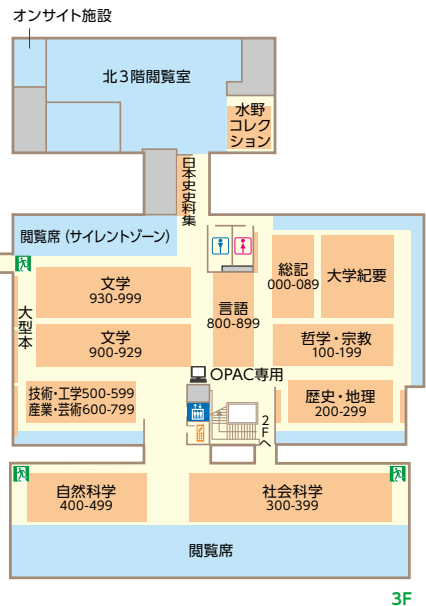 オンサイト施設
北3階閲覧室
水野
コレク
ション
日本史史料集
閲覧席（サイレントゾーン）
文学
930-999
総記
000-089
大学紀要
大型本
言語
800-899
文学
900-929
哲学・宗教
100-199
OPAC専用
技術・工学500-599
産業・芸術600-799
歴史・地理
200-299
2Fへ
自然科学
400-499
社会科学
300-399
閲覧席
3F